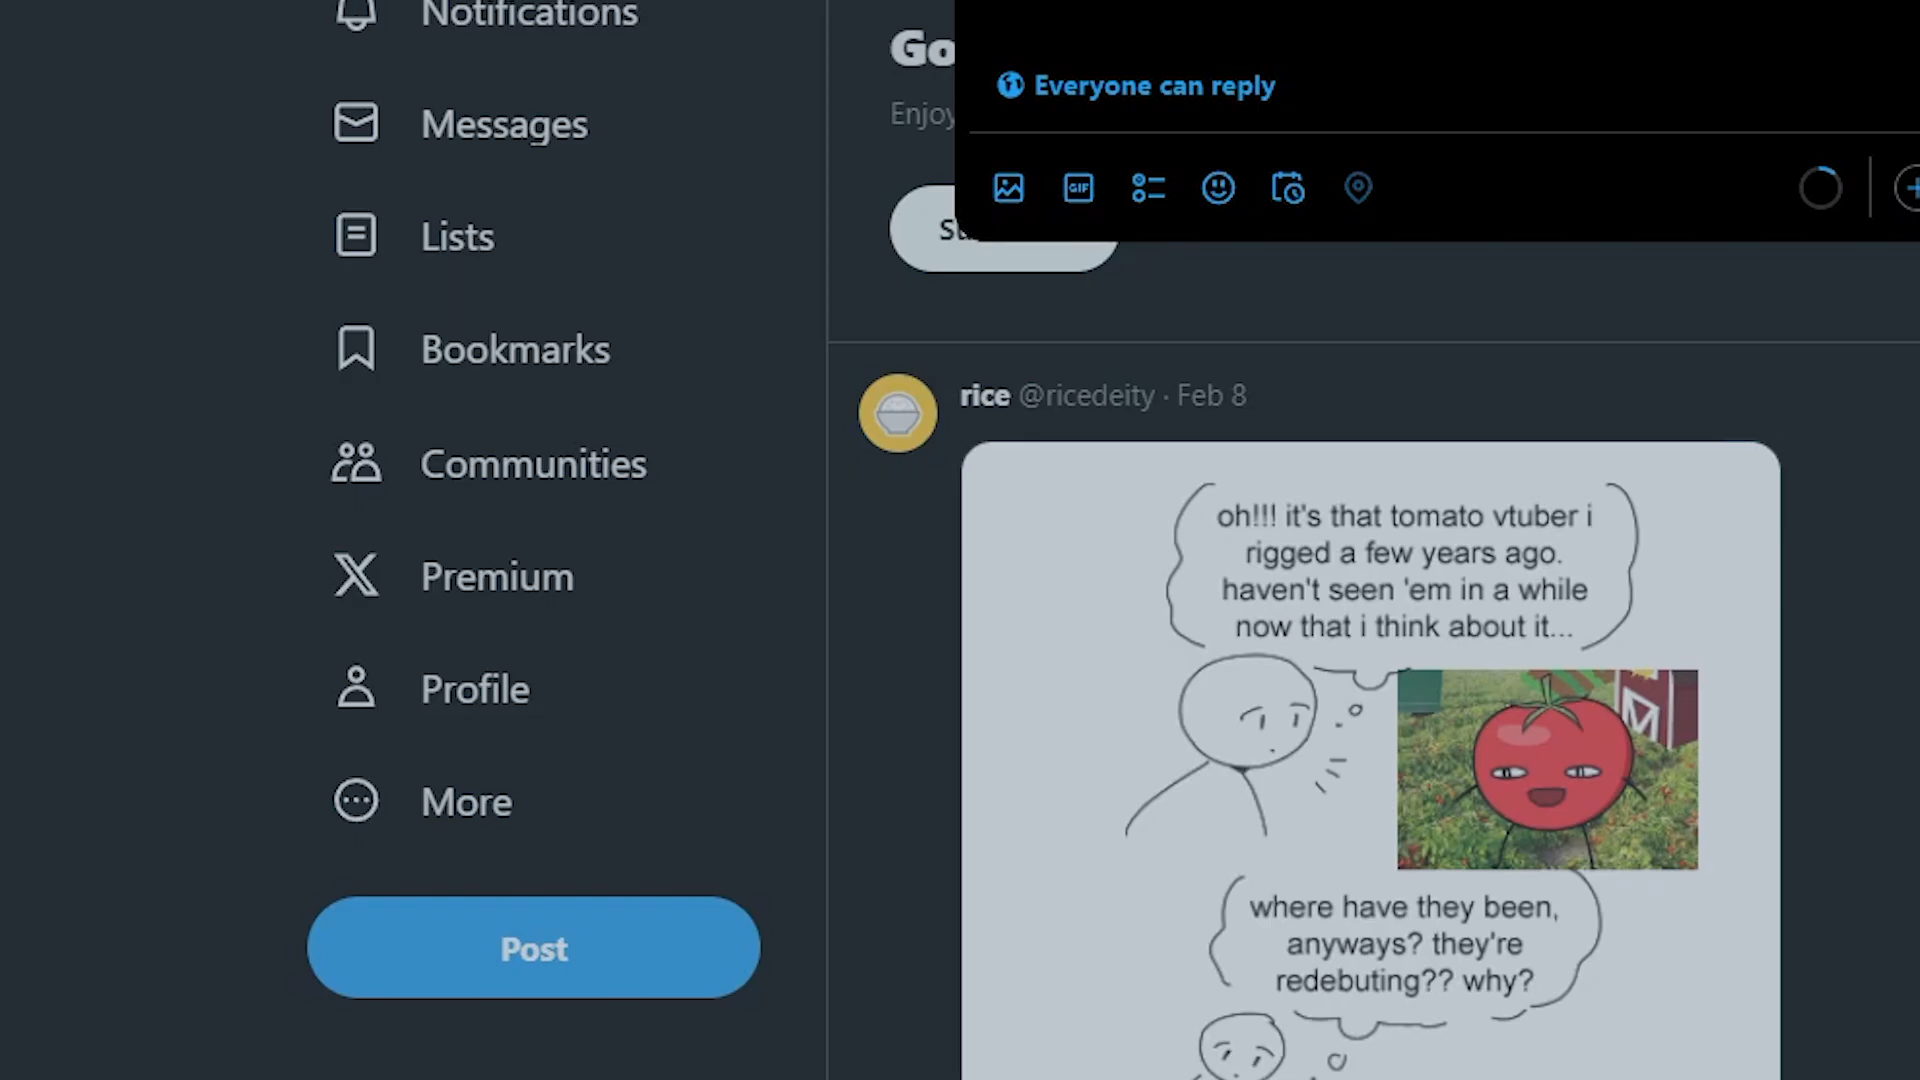 Notifications
Messages
Lists
Bookmarks
Communities
Premium
Profile
More
Post
Go
Enjoy
Everyone can reply
GIF
rice @ricedeity · Feb 8
oh!!! it's that tomato vtuber i
rigged a few years ago.
haven't seen 'em in a while
now that i think about it...
where have they been,
anyways? they're
redebuting?? why?